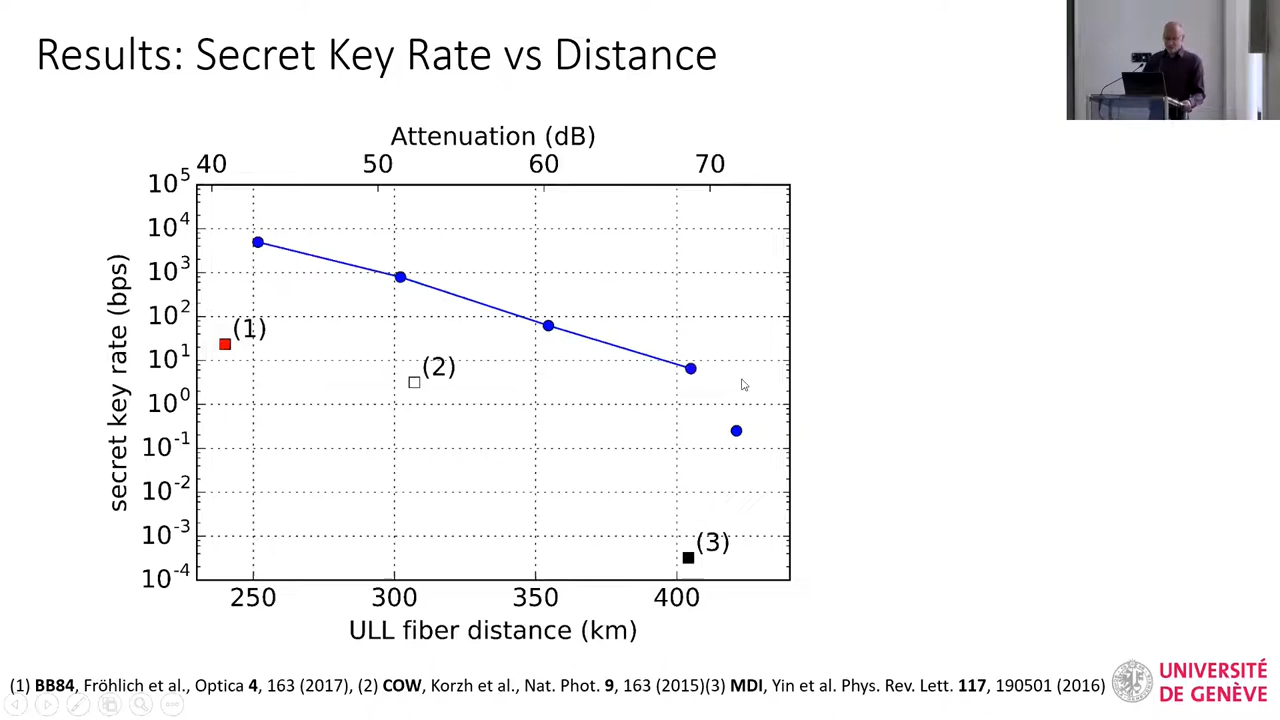 Results: Secret Key Rate vs Distance
Attenuation (dB)
40 50 60 70
10^5
10^4
10^3
10^2
10^1
10^0
10^-1
10^-2
10^-3
10^-4
secret key rate (bps)
(1)
(2)
(3)
250 300 350 400
ULL fiber distance (km)
(1) BB84, Fröhlich et al., Optica 4, 163 (2017), (2) COW, Korzh et al., Nat. Phot. 9, 163 (2015)(3) MDI, Yin et al. Phys. Rev. Lett. 117, 190501 (2016)
UNIVERSITÉ
DE GENÈVE